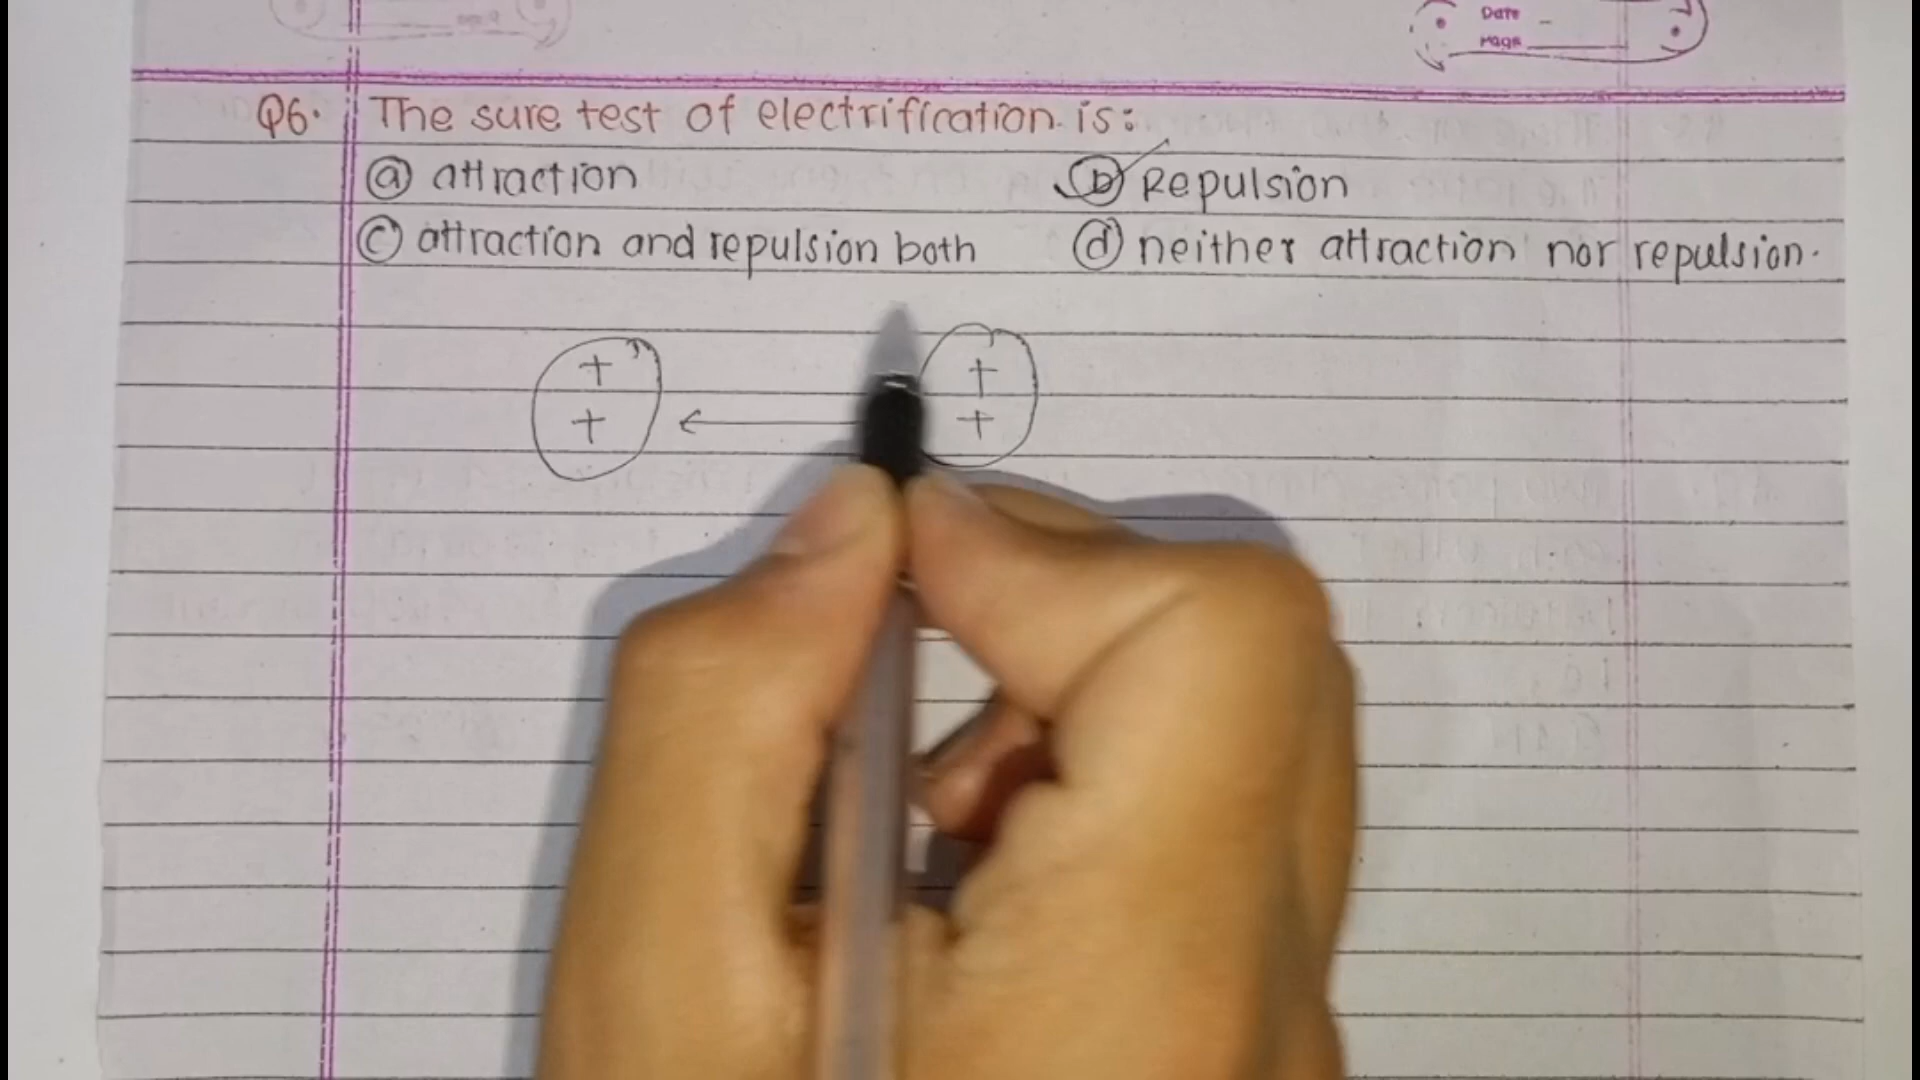 Date
Page
Q6. The sure test of electrification is:
(a) attraction (b) Repulsion
(c) attraction and repulsion both (d) neither attraction nor repulsion.
+ +
+ +